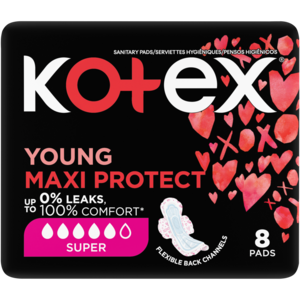 SANITARY PADS/SERVIETTES HYGIÉNIQUES/PENSOS HIGIÉNICOS
Kotex
YOUNG
MAXI PROTECT
UP TO 0% LEAKS,
100% COMFORT*
SUPER
FLEXIBLE BACK CHANNELS
8
PADS